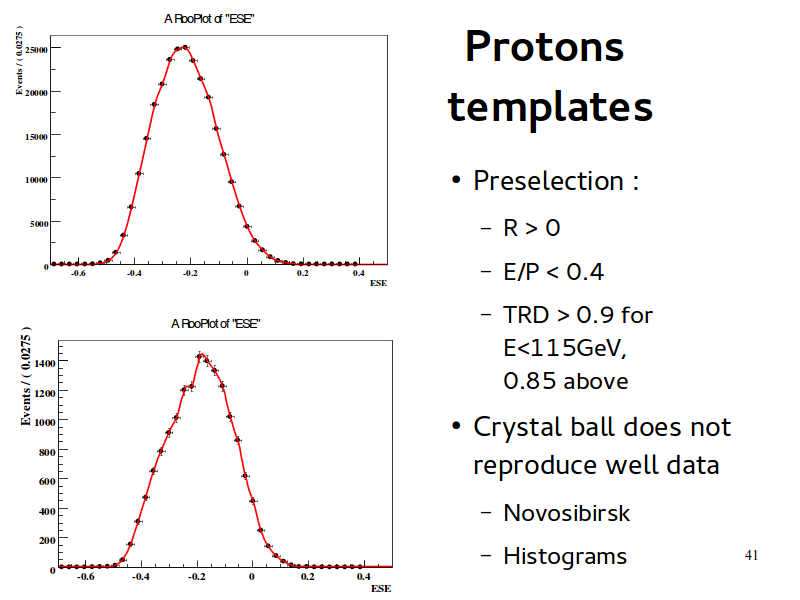 A RooPlot of "ESE"
Events / ( 0.0275 )
25000
20000
15000
10000
5000
0
-0.6 -0.4 -0.2 0 0.2 0.4
ESE
A RooPlot of "ESE"
Events / ( 0.0275 )
1400
1200
1000
800
600
400
200
0
-0.6 -0.4 -0.2 0 0.2 0.4
ESE
Protons
templates
• Preselection :
– R > 0
– E/P < 0.4
– TRD > 0.9 for
E<115GeV,
0.85 above
• Crystal ball does not
reproduce well data
– Novosibirsk
– Histograms
41